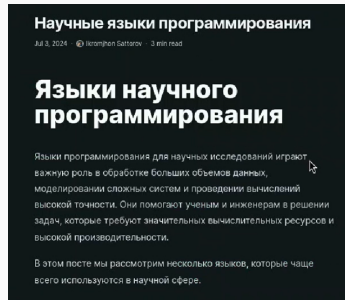 Научные языки программирования
Jul 3, 2024 · Ikromjhon Sattorov · 3 min read
Языки научного
программирования
Языки программирования для научных исследований играют
важную роль в обработке больших объемов данных,
моделировании сложных систем и проведении вычислений
высокой точности. Они помогают ученым и инженерам в решении
задач, которые требуют значительных вычислительных ресурсов и
высокой производительности.
В этом посте мы рассмотрим несколько языков, которые чаще
всего используются в научной сфере.